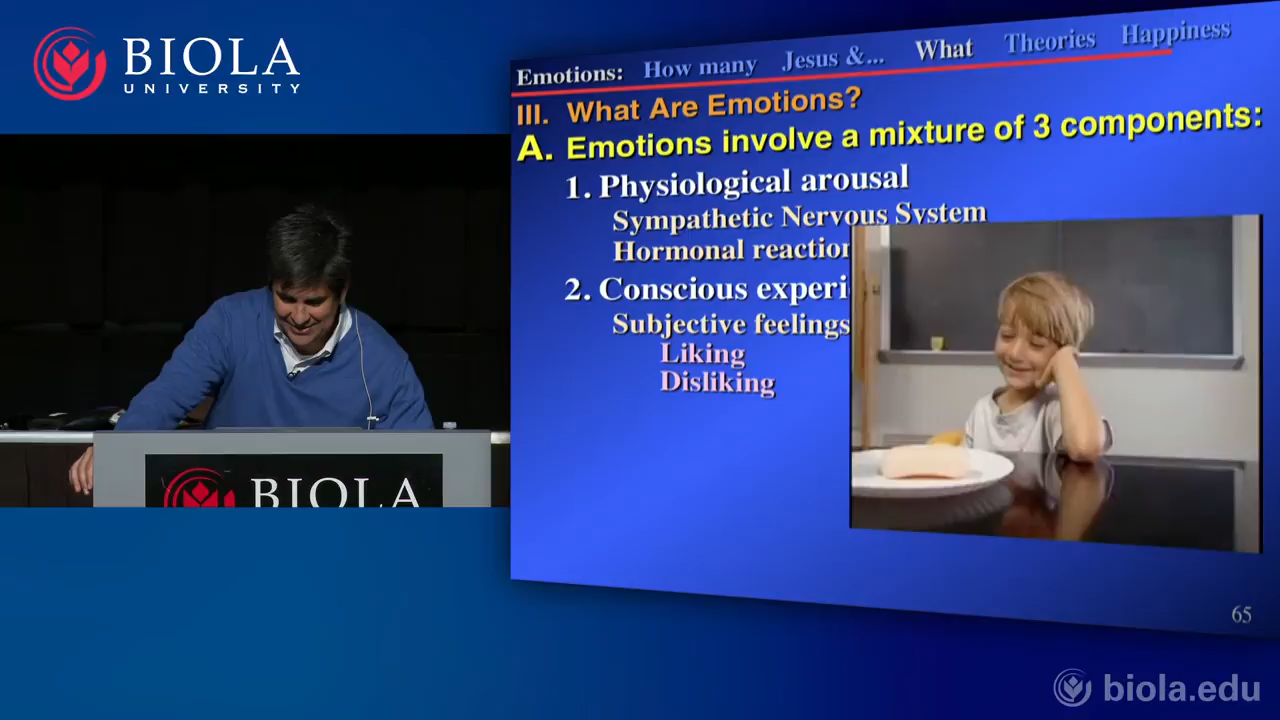 BIOLA
UNIVERSITY
Emotions: How many Jesus &... What Theories Happiness
III. What Are Emotions?
A. Emotions involve a mixture of 3 components:
1. Physiological arousal
Sympathetic Nervous System
Hormonal reaction
2. Conscious experi
Subjective feelings
Liking
Disliking
BIOLA
65
biola.edu